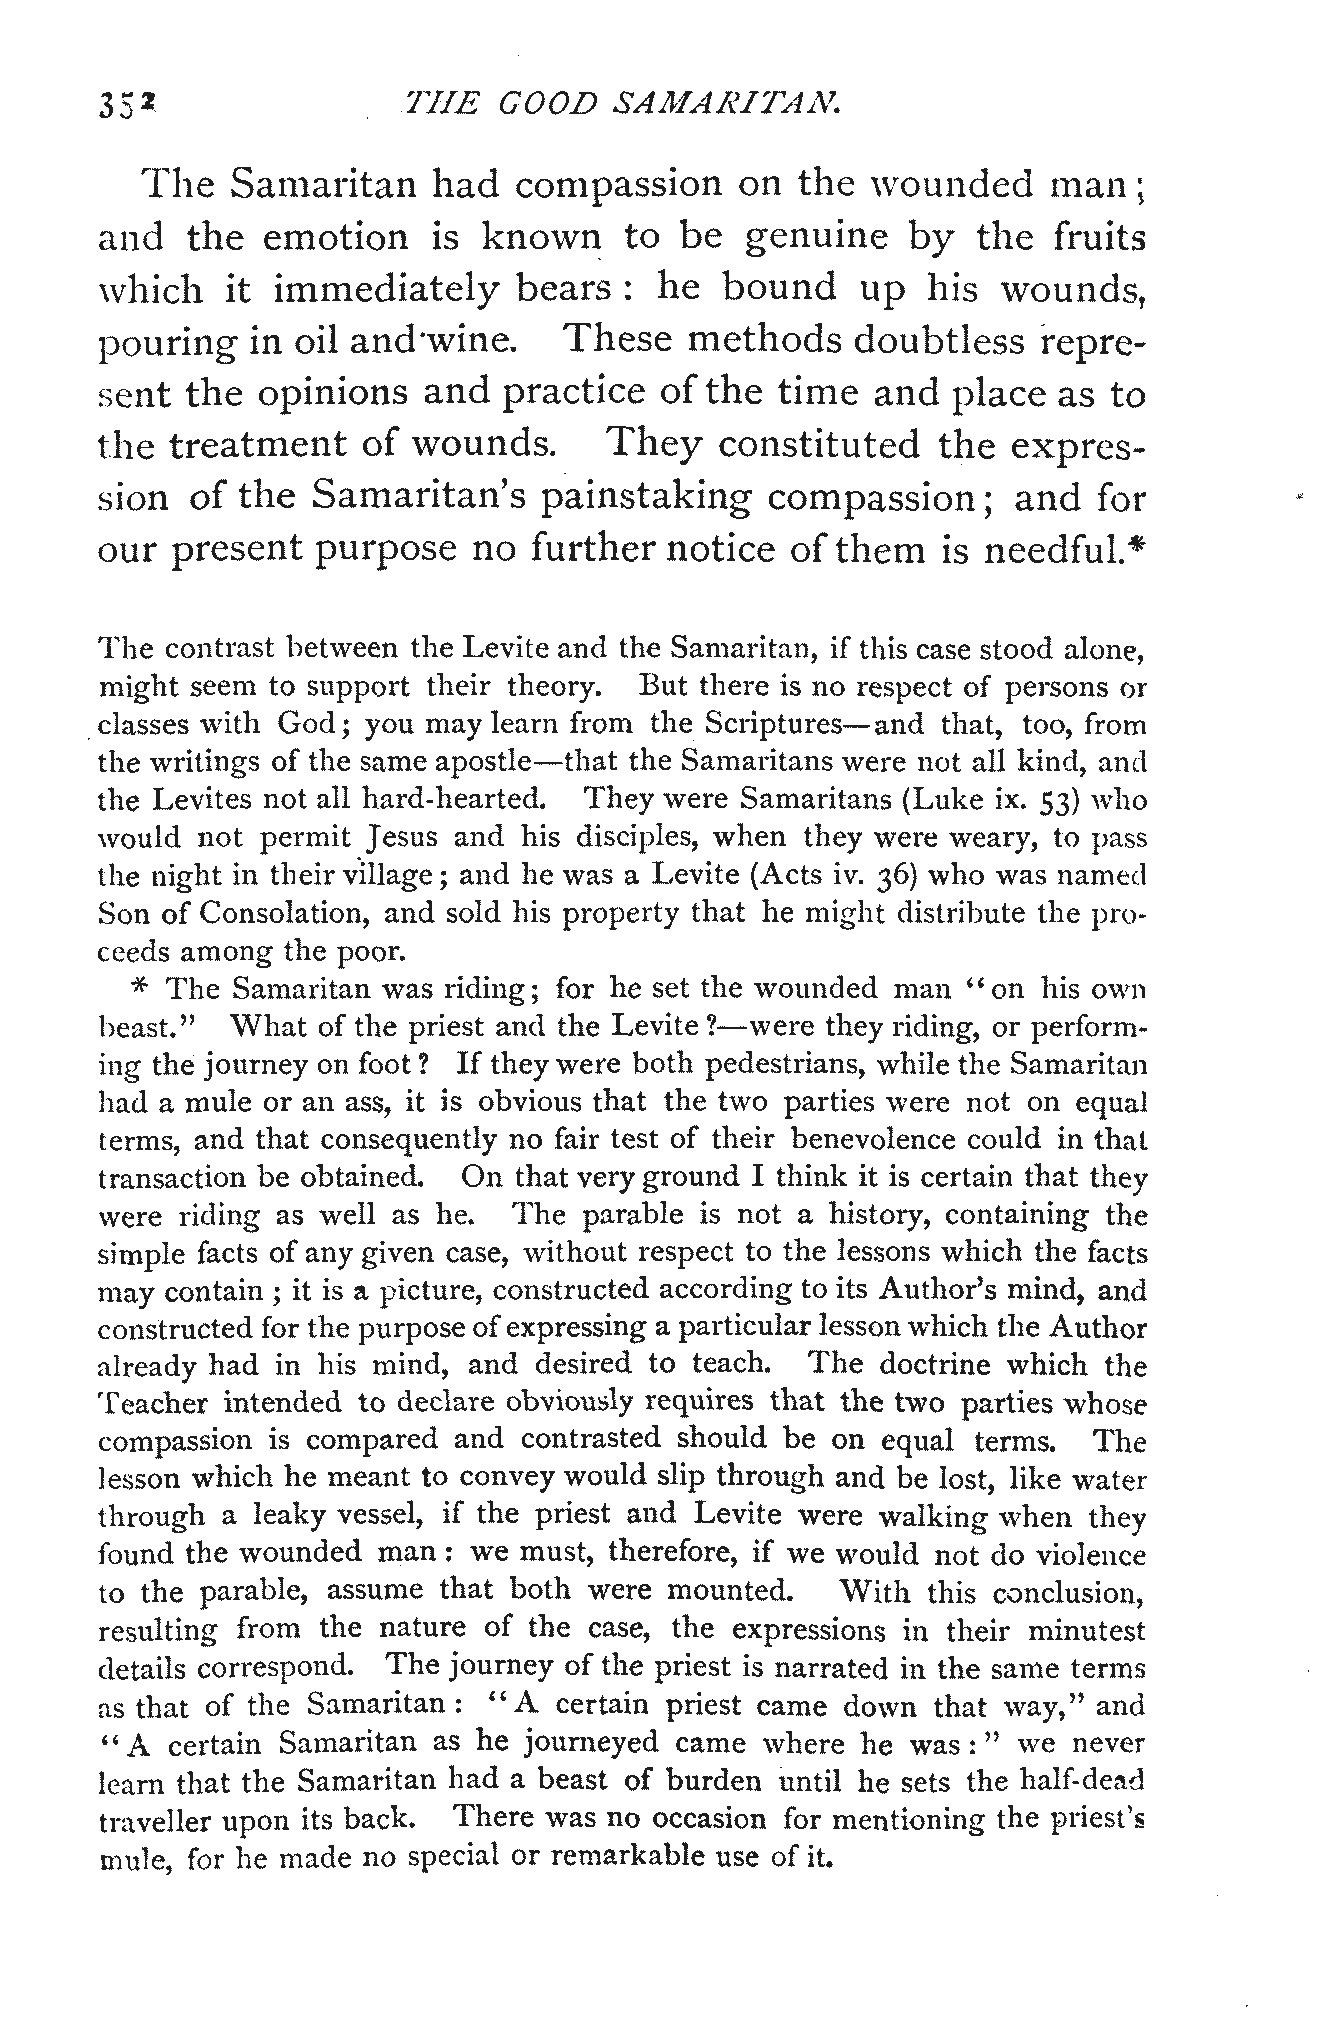 352 THE GOOD SAMARITAN.
The Samaritan had compassion on the wounded man;
and the emotion is known to be genuine by the fruits
which it immediately bears : he bound up his wounds,
pouring in oil and wine. These methods doubtless repre-
sent the opinions and practice of the time and place as to
the treatment of wounds. They constituted the expres-
sion of the Samaritan's painstaking compassion; and for
our present purpose no further notice of them is needful.*
The contrast between the Levite and the Samaritan, if this case stood alone,
might seem to support their theory. But there is no respect of persons or
classes with God; you may learn from the Scriptures—and that, too, from
the writings of the same apostle—that the Samaritans were not all kind, and
the Levites not all hard-hearted. They were Samaritans (Luke ix. 53) who
would not permit Jesus and his disciples, when they were weary, to pass
the night in their village; and he was a Levite (Acts iv. 36) who was named
Son of Consolation, and sold his property that he might distribute the pro-
ceeds among the poor.
* The Samaritan was riding; for he set the wounded man "on his own
beast." What of the priest and the Levite?—were they riding, or perform-
ing the journey on foot? If they were both pedestrians, while the Samaritan
had a mule or an ass, it is obvious that the two parties were not on equal
terms, and that consequently no fair test of their benevolence could in that
transaction be obtained. On that very ground I think it is certain that they
were riding as well as he. The parable is not a history, containing the
simple facts of any given case, without respect to the lessons which the facts
may contain ; it is a picture, constructed according to its Author's mind, and
constructed for the purpose of expressing a particular lesson which the Author
already had in his mind, and desired to teach. The doctrine which the
Teacher intended to declare obviously requires that the two parties whose
compassion is compared and contrasted should be on equal terms. The
lesson which he meant to convey would slip through and be lost, like water
through a leaky vessel, if the priest and Levite were walking when they
found the wounded man : we must, therefore, if we would not do violence
to the parable, assume that both were mounted. With this conclusion,
resulting from the nature of the case, the expressions in their minutest
details correspond. The journey of the priest is narrated in the same terms
as that of the Samaritan : "A certain priest came down that way," and
"A certain Samaritan as he journeyed came where he was :" we never
learn that the Samaritan had a beast of burden until he sets the half-dead
traveller upon its back. There was no occasion for mentioning the priest's
mule, for he made no special or remarkable use of it.